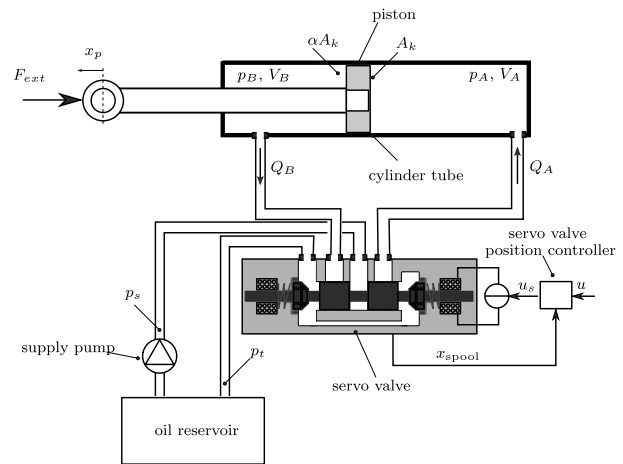 piston
x_p
αA_k
A_k
F_ext
p_B, V_B
p_A, V_A
Q_B
cylinder tube
Q_A
servo valve
position controller
u_s
u
p_s
supply pump
p_t
x_spool
servo valve
oil reservoir